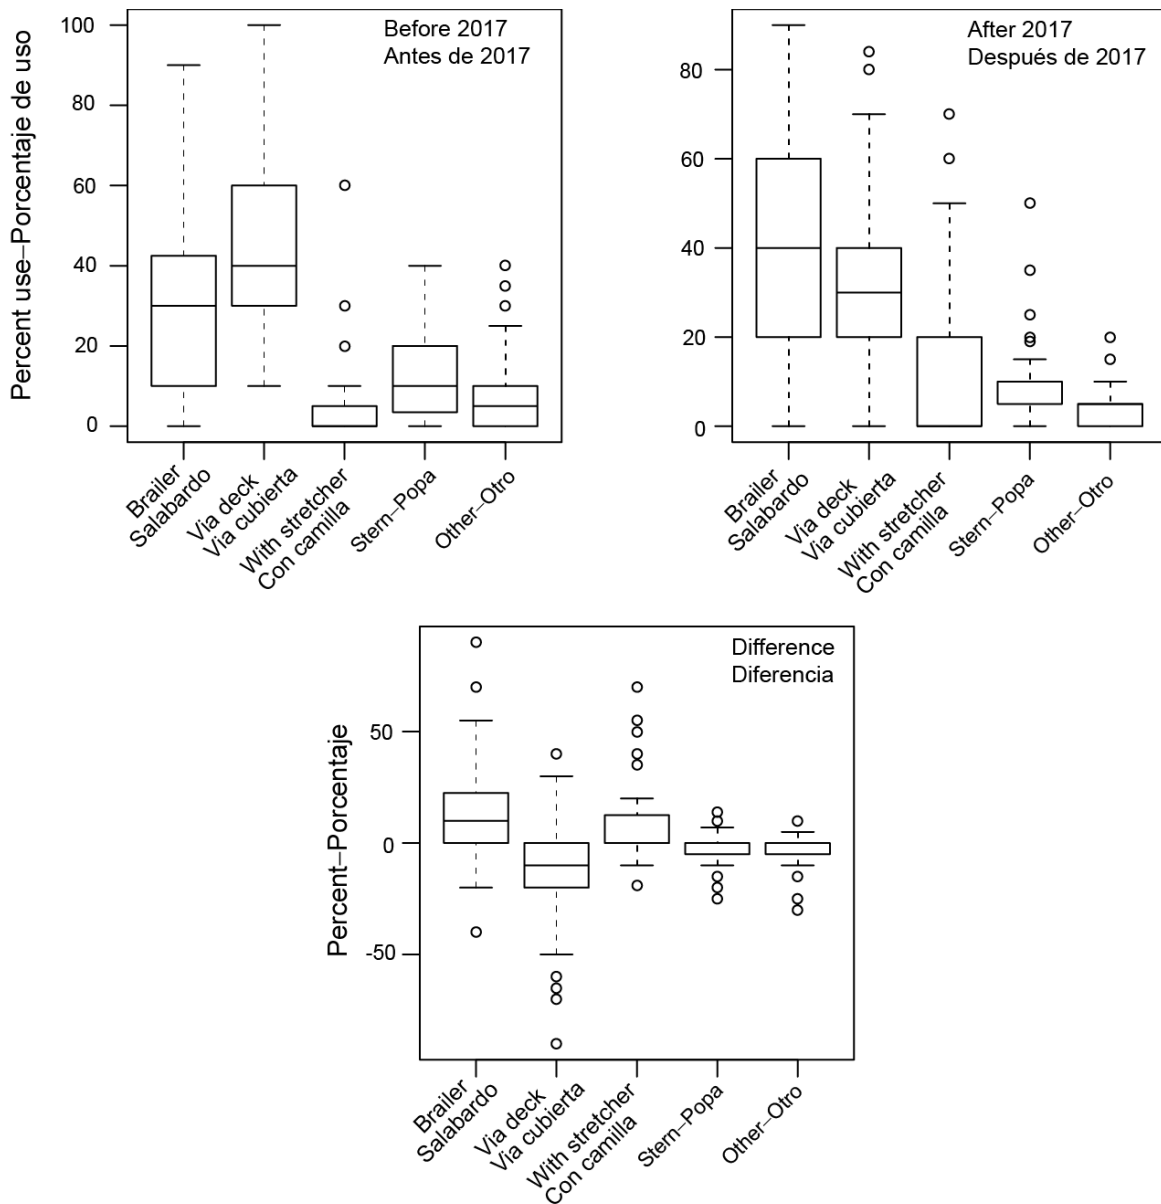 Percent use–Porcentaje de uso
Before 2017
Antes de 2017
100
80
60
40
20
0
Brailer
Salabardo
Via deck
Via cubierta
With stretcher
Con camilla
Stern–Popa
Other–Otro
After 2017
Después de 2017
80
60
40
20
0
Brailer
Salabardo
Via deck
Via cubierta
With stretcher
Con camilla
Stern–Popa
Other–Otro
Percent–Porcentaje
Difference
Diferencia
50
0
-50
Brailer
Salabardo
Via deck
Via cubierta
With stretcher
Con camilla
Stern–Popa
Other–Otro